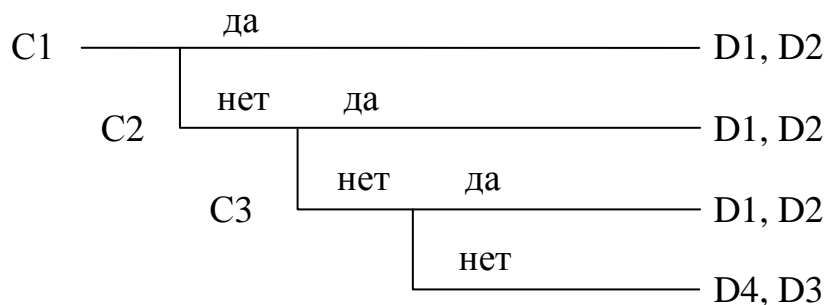 да
C1 D1, D2
нет да
C2 D1, D2
нет да
C3 D1, D2
нет
D4, D3